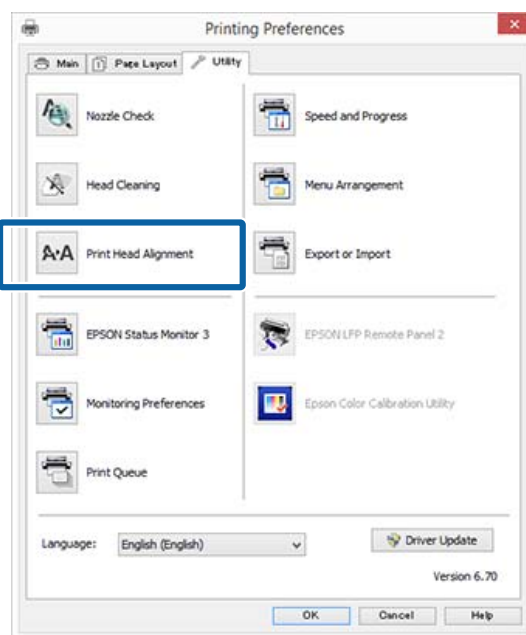 Printing Preferences
Main
Page Layout
Utility
Nozzle Check
Speed and Progress
Head Cleaning
Menu Arrangement
A·A Print Head Alignment
Export or Import
EPSON Status Monitor 3
EPSON LFP Remote Panel 2
Monitoring Preferences
Epson Color Calibration Utility
Print Queue
Language: English (English)
Driver Update
Version 6.70
OK Cancel Help